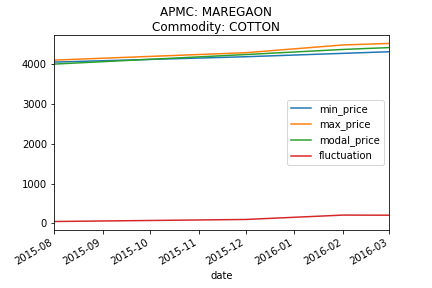 APMC: MAREGAON
Commodity: COTTON
4000
3000
2000
1000
0
min_price
max_price
modal_price
fluctuation
2015-08
2015-09
2015-10
2015-11
2015-12
2016-01
2016-02
2016-03
date